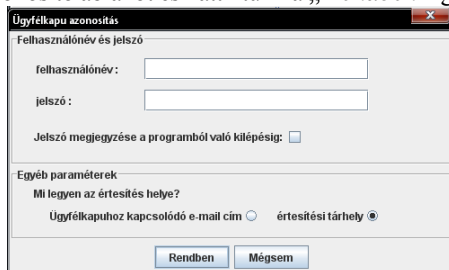 Ügyfélkapu azonosítás
Felhasználónév és jelszó
felhasználónév :
jelszó :
Jelszó megjegyzése a programból való kilépésig:
Egyéb paraméterek
Mi legyen az értesítés helye?
Ügyfélkapuhoz kapcsolódó e-mail cím értesítési tárhely
Rendben Mégsem